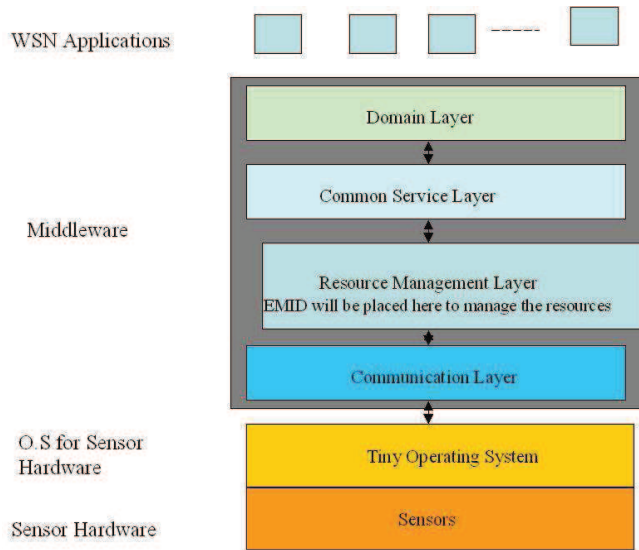 WSN Applications
Domain Layer
Common Service Layer
Middleware
Resource Management Layer
EMID will be placed here to manage the resources
Communication Layer
O.S for Sensor
Hardware
Tiny Operating System
Sensors
Sensor Hardware